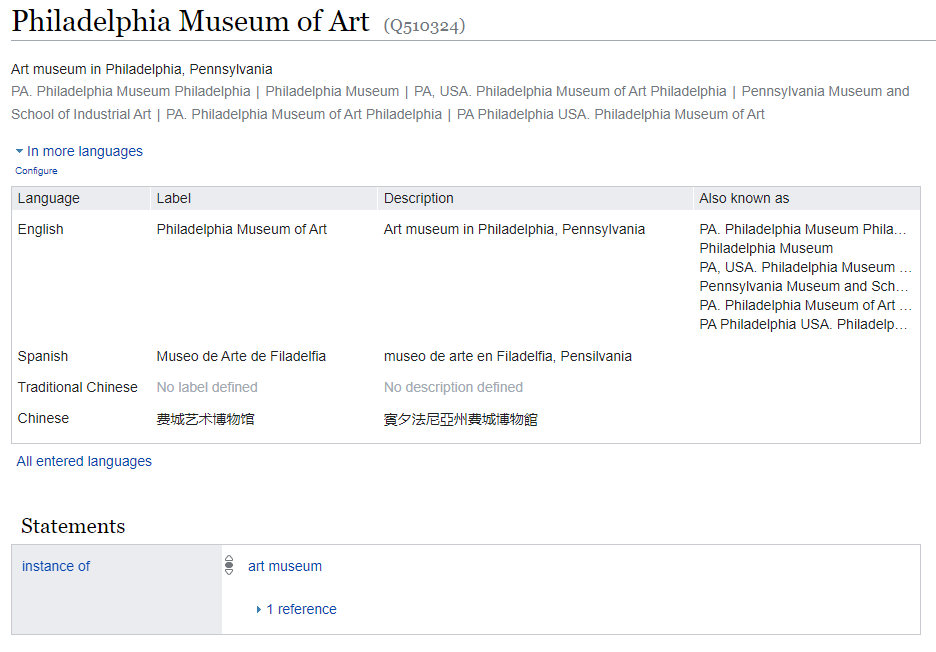 Philadelphia Museum of Art (Q510324)
Art museum in Philadelphia, Pennsylvania
PA. Philadelphia Museum Philadelphia | Philadelphia Museum | PA, USA. Philadelphia Museum of Art Philadelphia | Pennsylvania Museum and
School of Industrial Art | PA. Philadelphia Museum of Art Philadelphia | PA Philadelphia USA. Philadelphia Museum of Art
In more languages
Configure
Language Label Description Also known as
English Philadelphia Museum of Art Art museum in Philadelphia, Pennsylvania PA. Philadelphia Museum Phila…
Philadelphia Museum
PA, USA. Philadelphia Museum …
Pennsylvania Museum and Sch…
PA. Philadelphia Museum of Art …
PA Philadelphia USA. Philadelp…
Spanish Museo de Arte de Filadelfia museo de arte en Filadelfia, Pensilvania
Traditional Chinese No label defined No description defined
Chinese 费城艺术博物馆 賓夕法尼亞州費城博物館
All entered languages
Statements
instance of art museum
1 reference